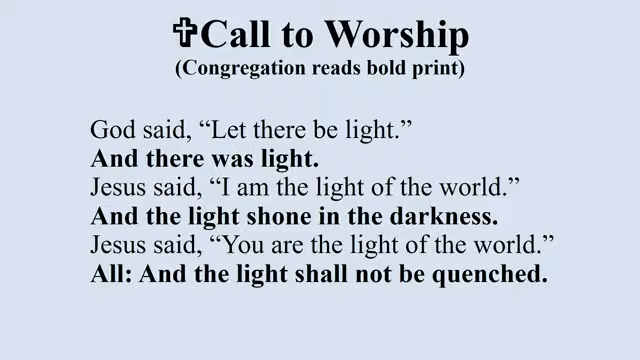 ✞Call to Worship
(Congregation reads bold print)
God said, “Let there be light.”
And there was light.
Jesus said, “I am the light of the world.”
And the light shone in the darkness.
Jesus said, “You are the light of the world.”
All: And the light shall not be quenched.